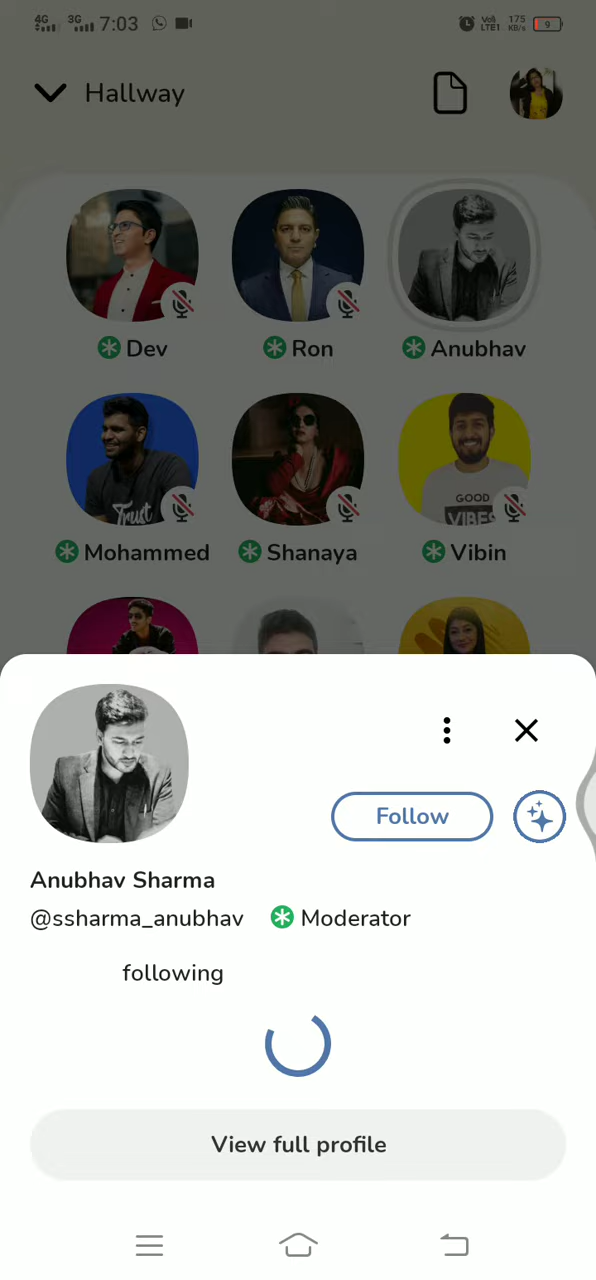 4G 3G 7:03 Vo) LTE1 175 KB/s 9
Hallway
Dev Ron Anubhav
Trust GOOD VIBES
Mohammed Shanaya Vibin
Follow
Anubhav Sharma
@ssharma_anubhav Moderator
following
View full profile